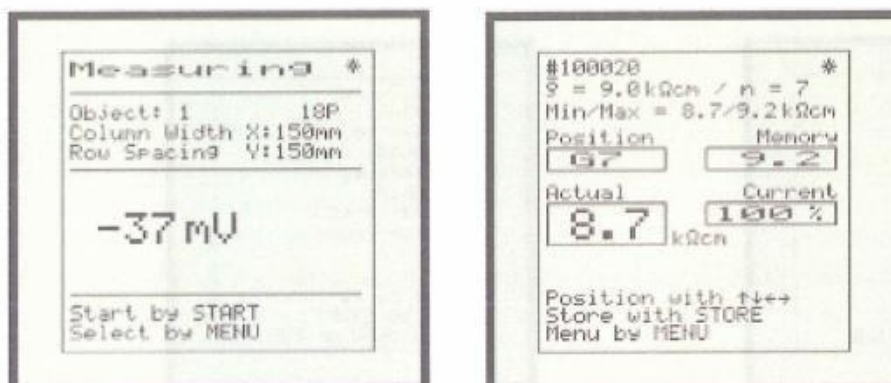 Measuring *
Object: 1 18P
Column Width X:150mm
Row Spacing Y:150mm
-37 mV
Start by START
Select by MENU
#100020 *
ϱ̄ = 9.0kΩcm / n = 7
Min/Max = 8.7/9.2kΩcm
Position Memory
G7 9.2
Actual Current
8.7 kΩcm 100 %
Position with ↑↓←→
Store with STORE
Menu by MENU